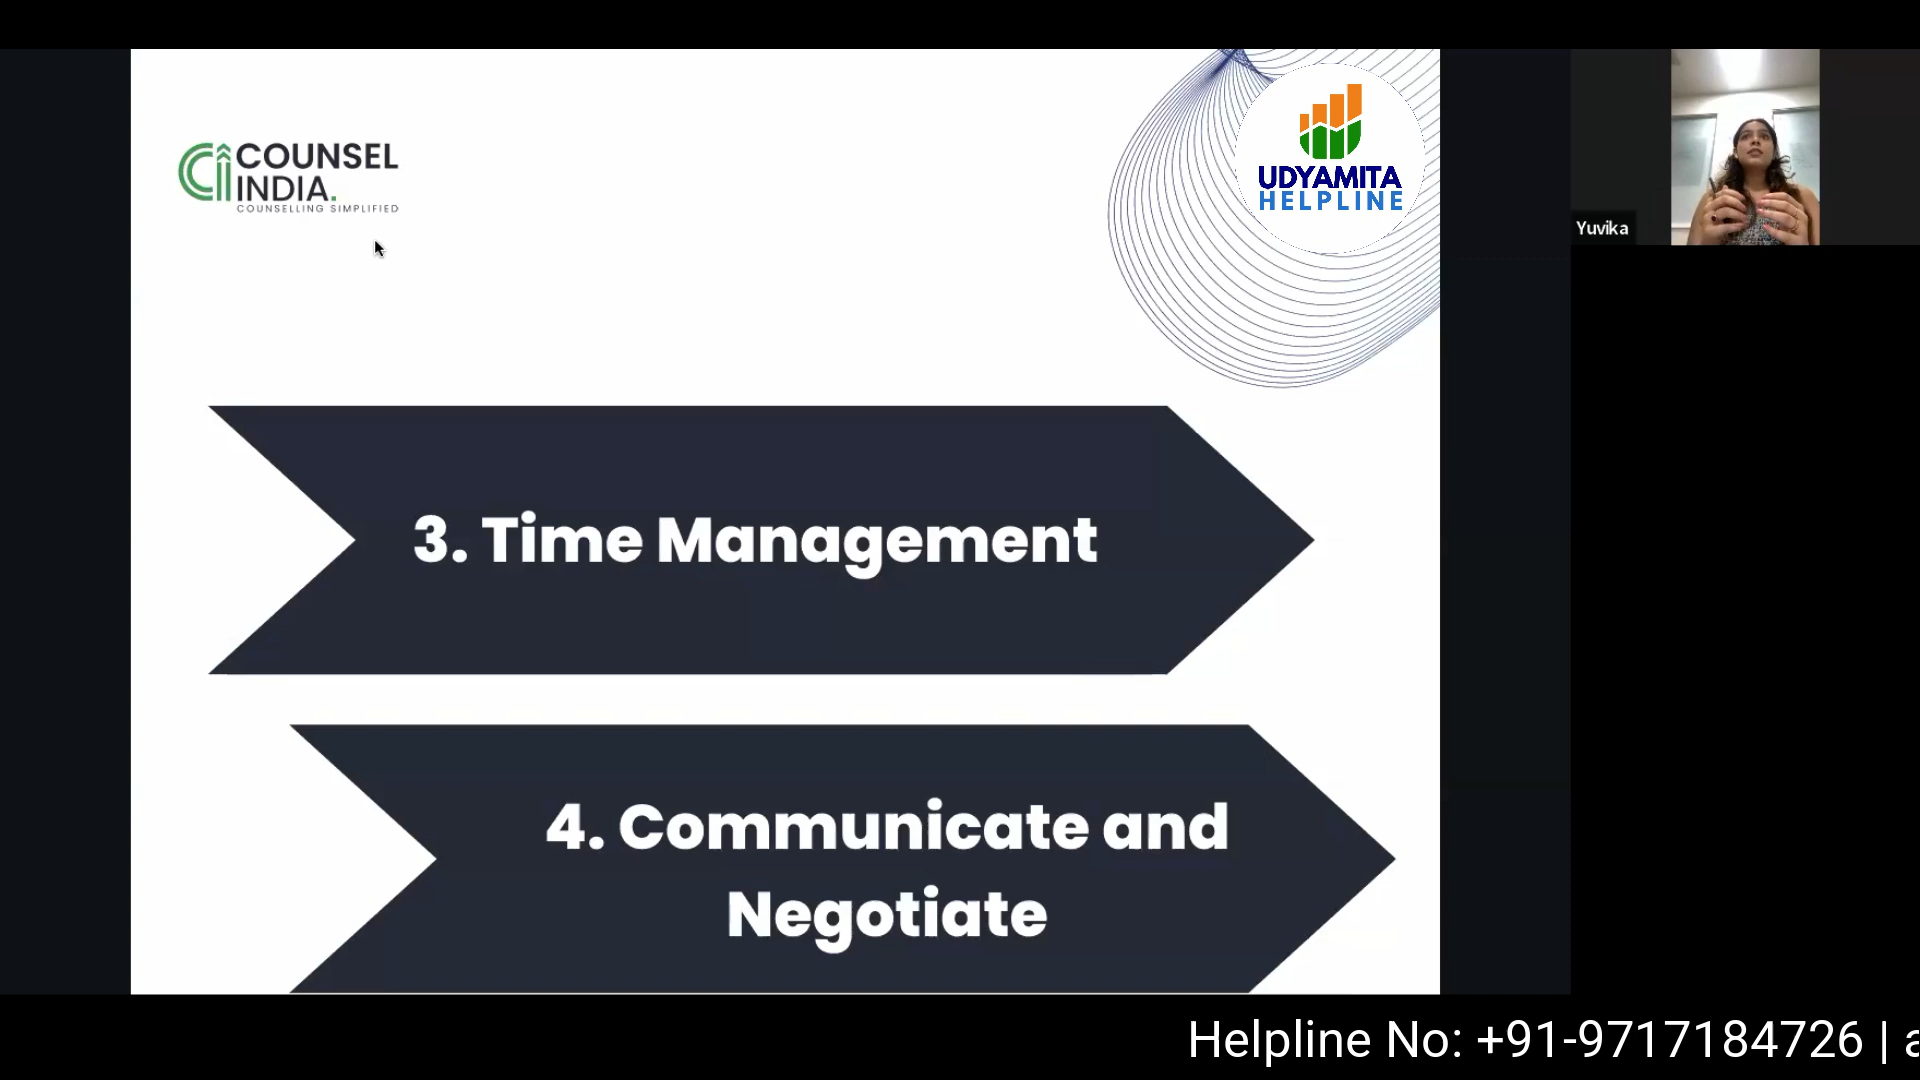 COUNSEL
INDIA.
COUNSELLING SIMPLIFIED
UDYAMITA
HELPLINE
Yuvika
3. Time Management
4. Communicate and
Negotiate
Helpline No: +91-9717184726 |